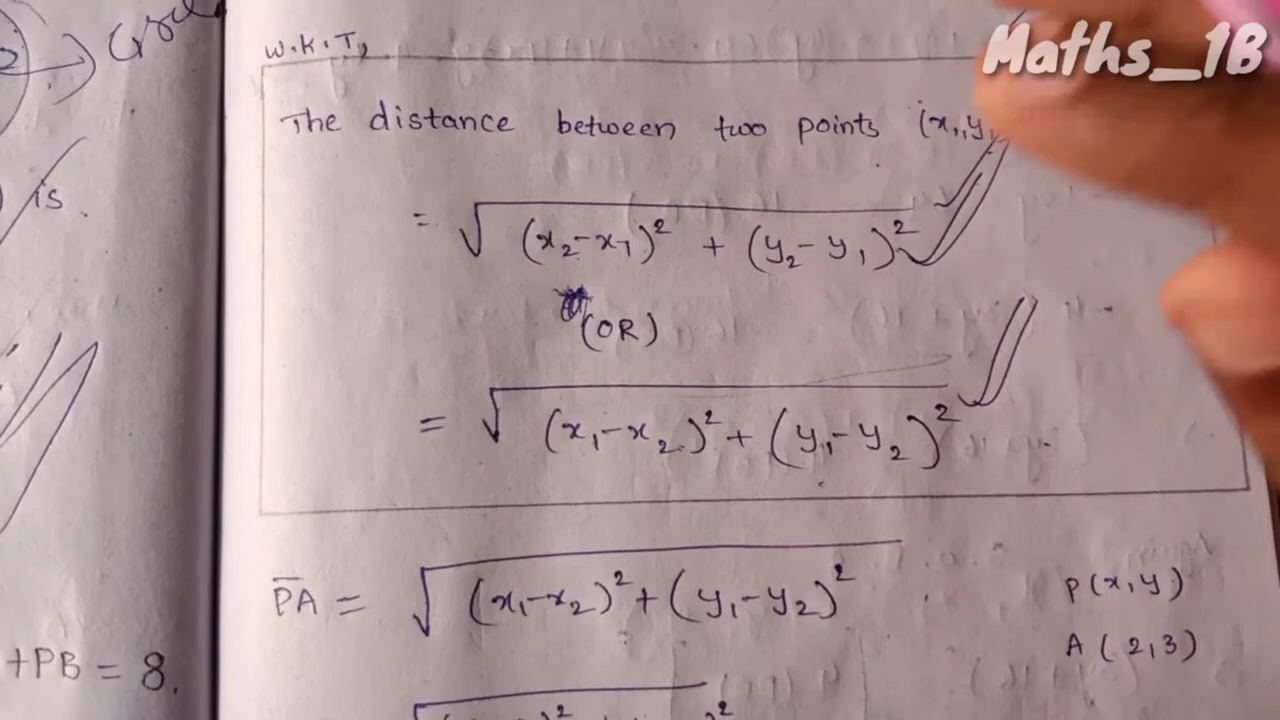 Maths_1B
is.
+PB = 8.
W.K.T,
The distance between two points (x₁, y
= √(x₂-x₁)² + (y₂-y₁)²
(OR)
= √(x₁-x₂)² + (y₁-y₂)²
P̅A̅ = √(x₁-x₂)² + (y₁-y₂)²
P(x,y)
A(2,3)